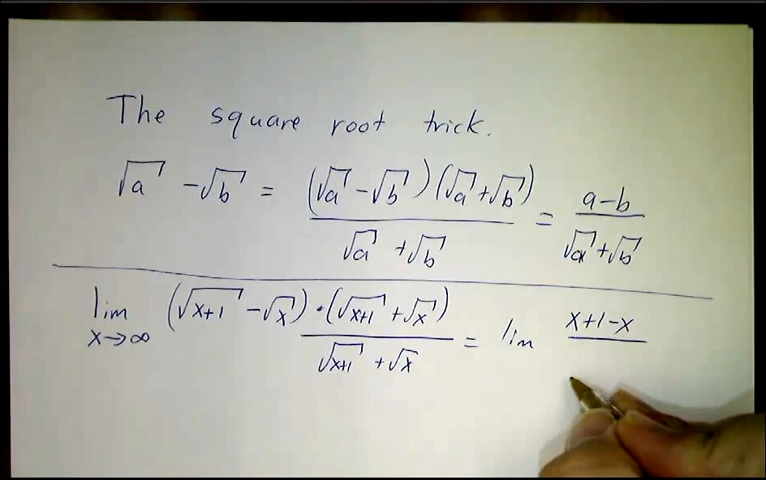 The square root trick.
√a - √b = (√a - √b)(√a + √b) / √a + √b = a-b / √a + √b
lim x→∞ (√x+1 - √x) · (√x+1 + √x) / √x+1 + √x = lim x+1-x